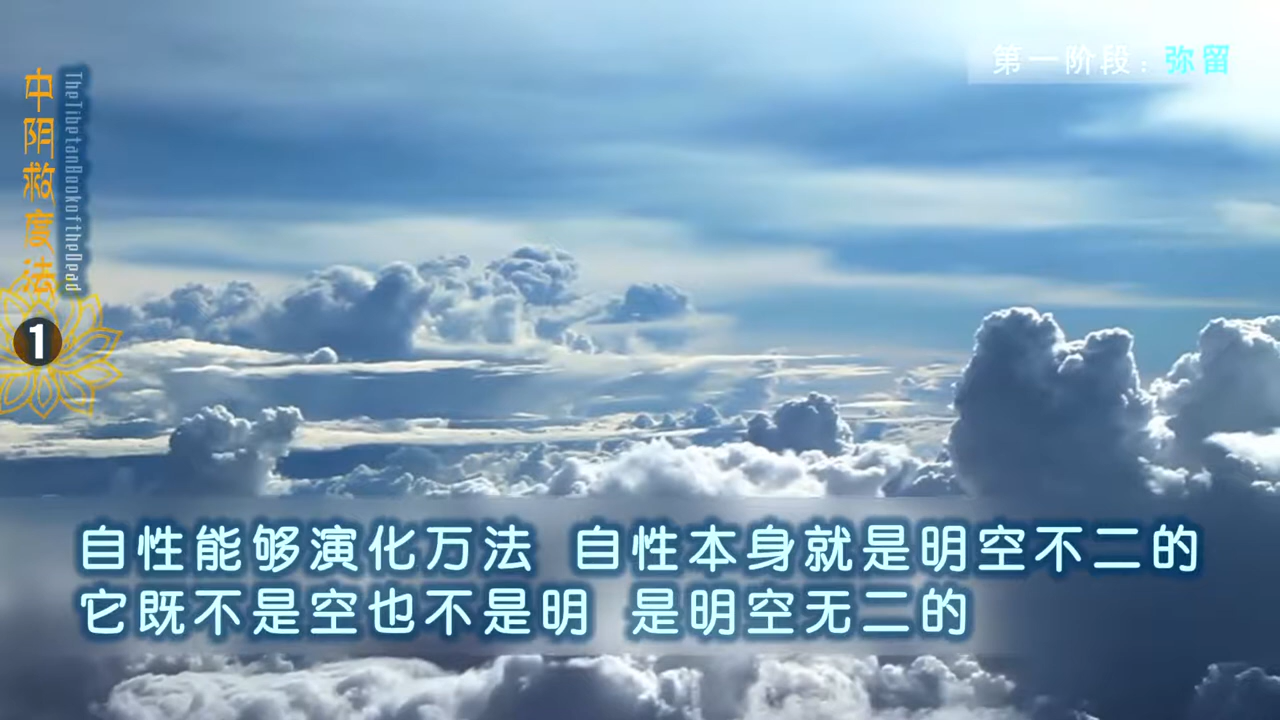 第一阶段：弥留
中阴救度法
TheTibetanBookoftheDead
1
自性能够演化万法 自性本身就是明空不二的
它既不是空也不是明 是明空无二的